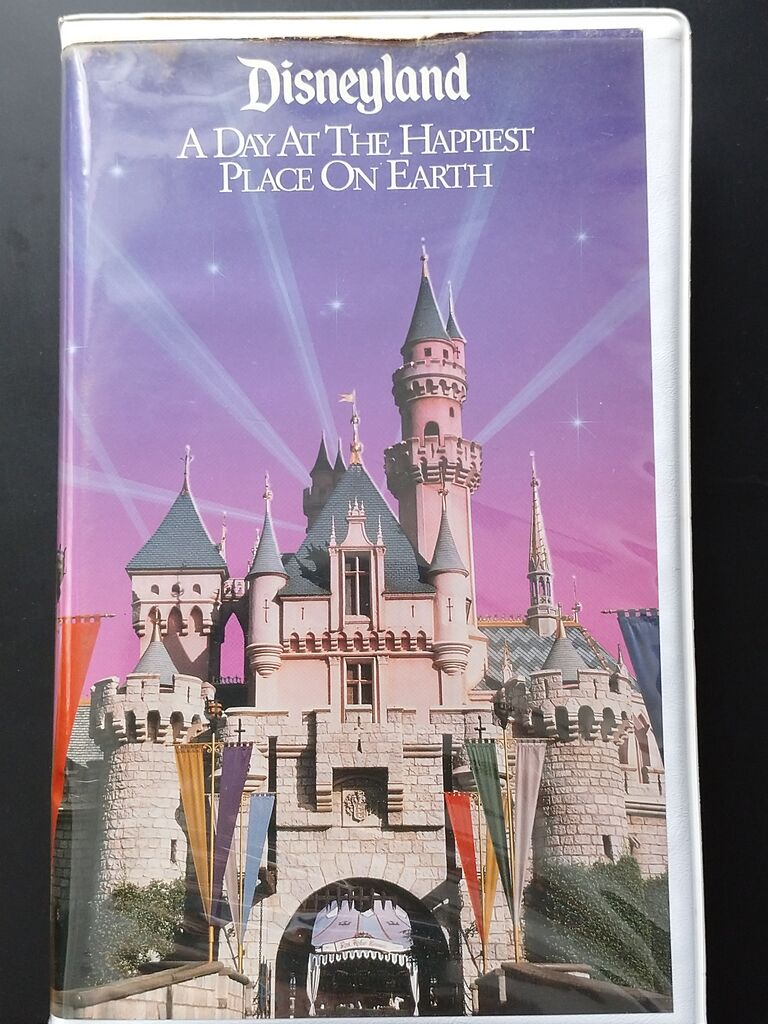 Disneyland
A DAY AT THE HAPPIEST
PLACE ON EARTH